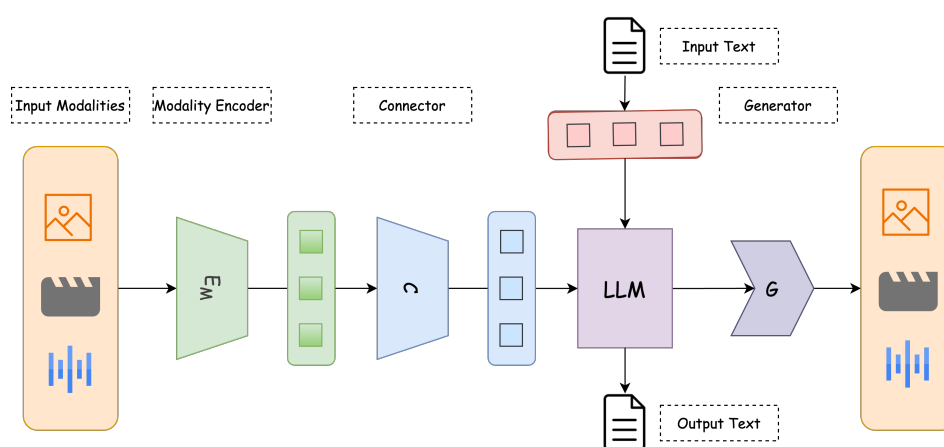 Input Text
Input Modalities
Modality Encoder
Connector
Generator
EM
C
LLM
G
Output Text